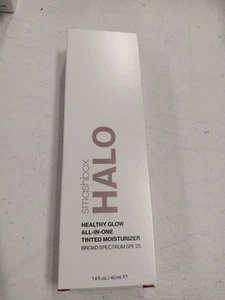 smashbox
HALO
HEALTHY GLOW
ALL-IN-ONE
TINTED MOISTURIZER
BROAD SPECTRUM SPF 25
1.4 fl.oz. / 40 ml ℮